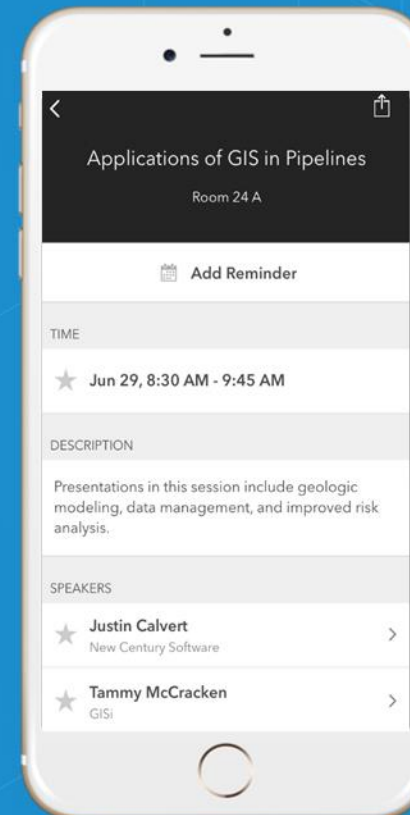 Applications of GIS in Pipelines
Room 24 A
Add Reminder
TIME
Jun 29, 8:30 AM - 9:45 AM
DESCRIPTION
Presentations in this session include geologic
modeling, data management, and improved risk
analysis.
SPEAKERS
Justin Calvert
New Century Software
Tammy McCracken
GISi